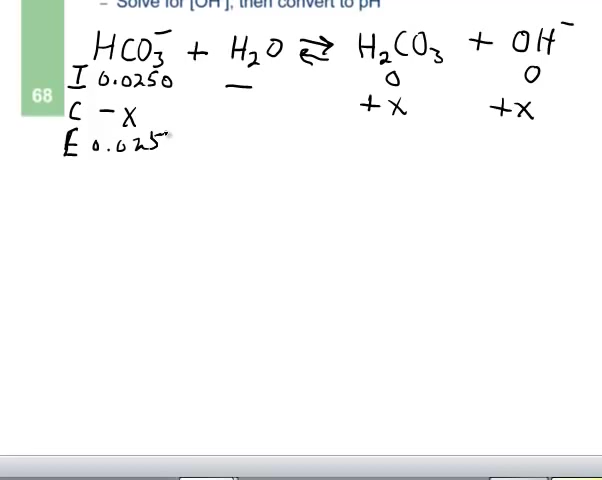 – Solve for [OH⁻], then convert to pH
HCO₃⁻ + H₂O ⇌ H₂CO₃ + OH⁻
I 0.0250 — 0 0
68
C -x +x +x
E 0.025